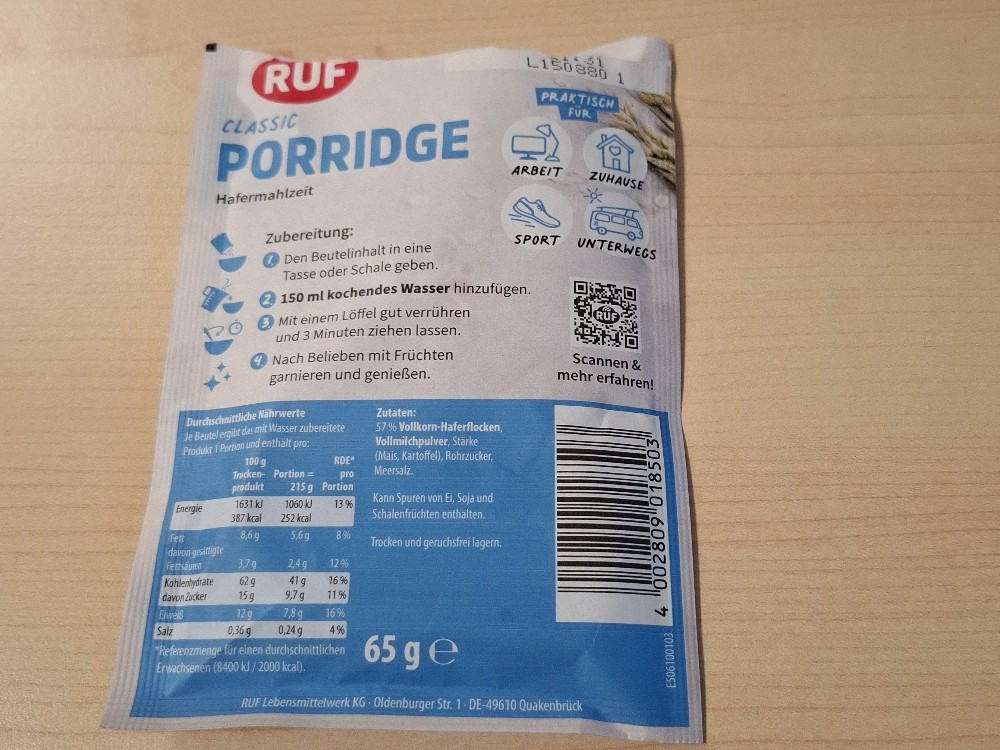 RUF
L150880 1
CLASSIC
PORRIDGE
Hafermahlzeit
PRAKTISCH
FÜR
ARBEIT
ZUHAUSE
SPORT
UNTERWEGS
Zubereitung:
1. Den Beutelinhalt in eine
Tasse oder Schale geben.
2. 150 ml kochendes Wasser hinzufügen.
3. Mit einem Löffel gut verrühren
und 3 Minuten ziehen lassen.
4. Nach Belieben mit Früchten
garnieren und genießen.
RUF
Scannen &
mehr erfahren!
Durchschnittliche Nährwerte
Je Beutel ergibt das mit Wasser zubereitete
Produkt 1 Portion und enthält pro:
100 g RDE*
Trocken- Portion = pro
produkt 215 g Portion
Energie 1631 kJ 1060 kJ 13 %
387 kcal 252 kcal
Fett 8,6 g 5,6 g 8 %
davon gesättigte
Fettsäuren 3,7 g 2,4 g 12 %
Kohlenhydrate 62 g 41 g 16 %
davon Zucker 15 g 9,7 g 11 %
Eiweiß 12 g 7,8 g 16 %
Salz 0,36 g 0,24 g 4 %
*Referenzmenge für einen durchschnittlichen
Erwachsenen (8400 kJ / 2000 kcal).
Zutaten:
57 % Vollkorn-Haferflocken,
Vollmilchpulver, Stärke
(Mais, Kartoffel), Rohrzucker,
Meersalz.
Kann Spuren von Ei, Soja und
Schalenfrüchten enthalten.
Trocken und geruchsfrei lagern.
65 g e
4 002809 018503
E506100103
RUF Lebensmittelwerk KG · Oldenburger Str. 1 · DE-49610 Quakenbrück